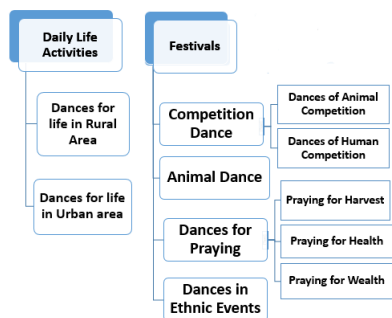 Daily Life
Activities
Dances for
life in Rural
Area
Dances for life
in Urban area
Festivals
Competition
Dance
Dances of Animal
Competition
Dances of Human
Competition
Animal Dance
Dances for
Praying
Praying for Harvest
Praying for Health
Praying for Wealth
Dances in
Ethnic Events